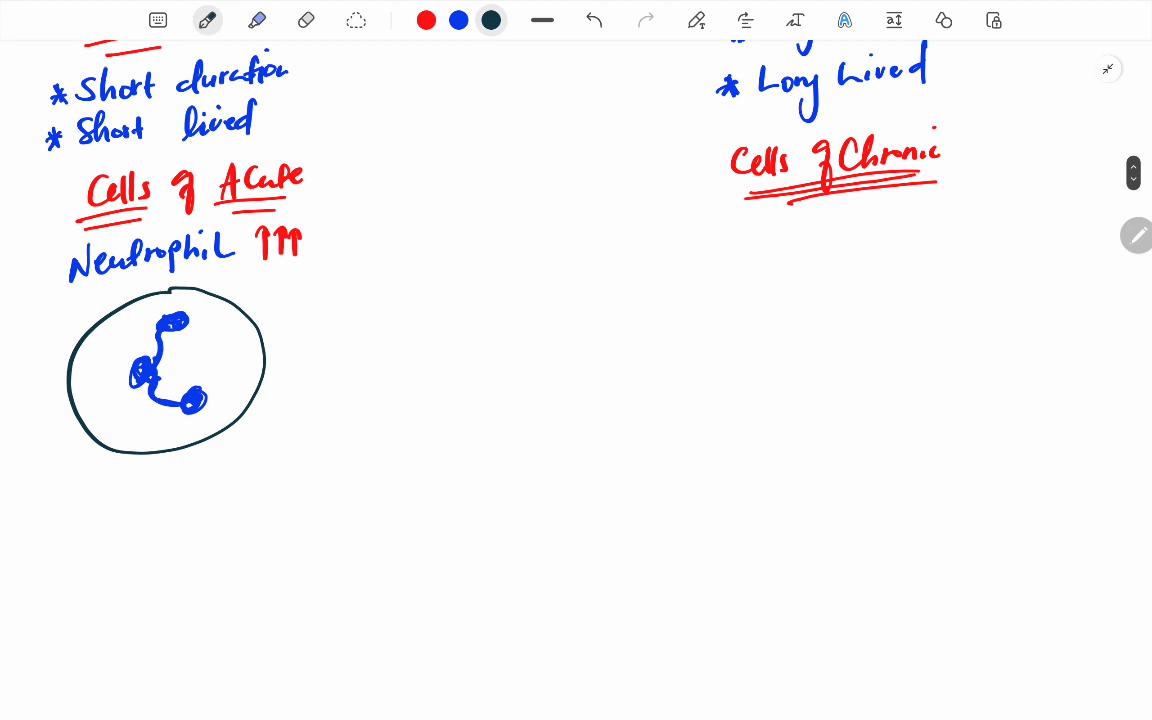 * Short duration
* Short lived
Cells of Acute
Neutrophil ↑↑↑
* Long Lived
Cells of Chronic